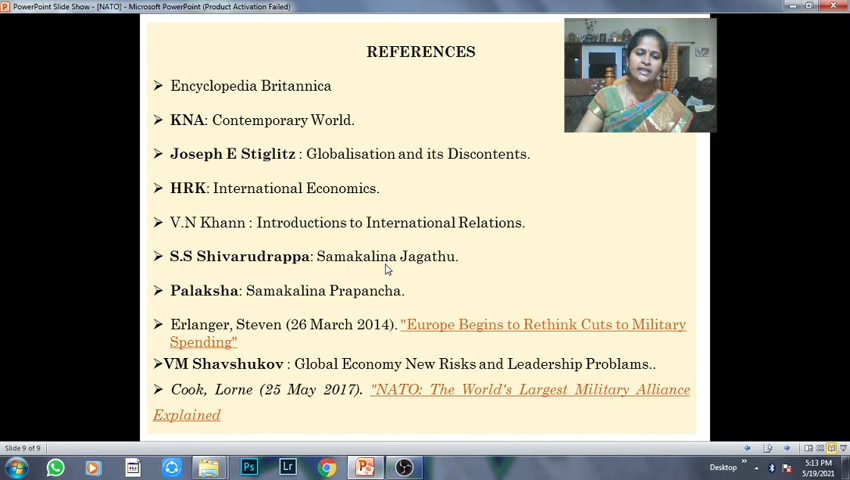 PowerPoint Slide Show - [NATO] - Microsoft PowerPoint (Product Activation Failed)
REFERENCES
➢ Encyclopedia Britannica
➢ KNA: Contemporary World.
➢ Joseph E Stiglitz : Globalisation and its Discontents.
➢ HRK: International Economics.
➢ V.N Khann : Introductions to International Relations.
➢ S.S Shivarudrappa: Samakalina Jagathu.
➢ Palaksha: Samakalina Prapancha.
➢ Erlanger, Steven (26 March 2014). "Europe Begins to Rethink Cuts to Military
Spending"
➢VM Shavshukov : Global Economy New Risks and Leadership Problams..
➢ Cook, Lorne (25 May 2017). "NATO: The World's Largest Military Alliance
Explained
Slide 9 of 9
Ps
Lr
Desktop
5:13 PM
5/19/2021